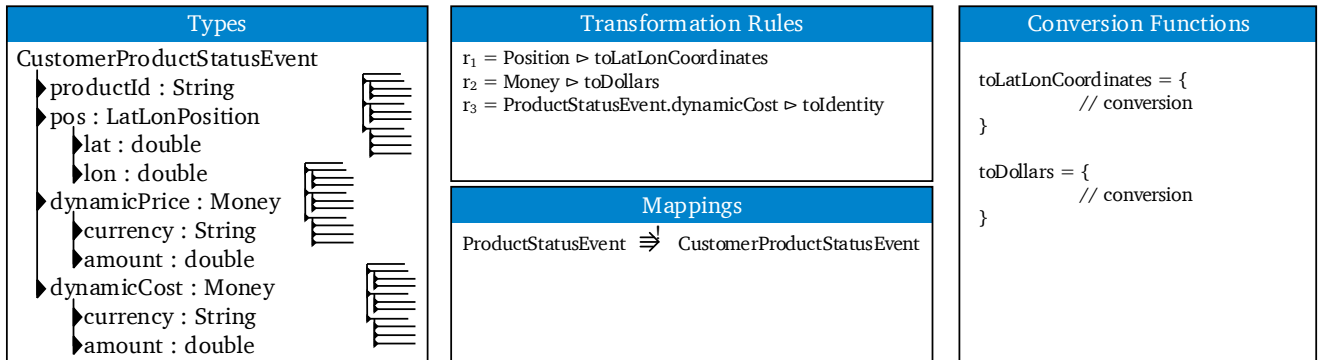 Types
CustomerProductStatusEvent
productId : String
pos : LatLonPosition
lat : double
lon : double
dynamicPrice : Money
currency : String
amount : double
dynamicCost : Money
currency : String
amount : double
Transformation Rules
r₁ = Position ⊳ toLatLonCoordinates
r₂ = Money ⊳ toDollars
r₃ = ProductStatusEvent.dynamicCost ⊳ toIdentity
Mappings
ProductStatusEvent ⇛! CustomerProductStatusEvent
Conversion Functions
toLatLonCoordinates = {
// conversion
}
toDollars = {
// conversion
}